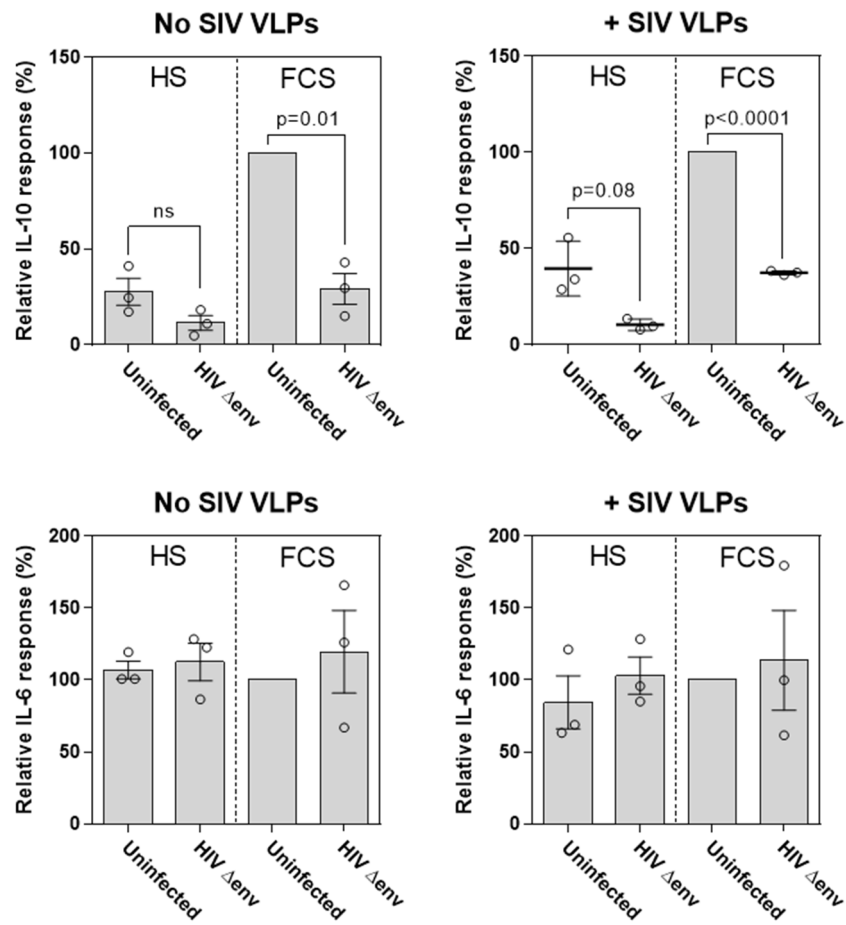 No SIV VLPs
Relative IL-10 response (%)
150
100
50
0
HS
FCS
ns
p=0.01
Uninfected
HIV Δenv
Uninfected
HIV Δenv
+ SIV VLPs
Relative IL-10 response (%)
150
100
50
0
HS
FCS
p=0.08
p<0.0001
Uninfected
HIV Δenv
Uninfected
HIV Δenv
No SIV VLPs
Relative IL-6 response (%)
200
150
100
50
0
HS
FCS
Uninfected
HIV Δenv
Uninfected
HIV Δenv
+ SIV VLPs
Relative IL-6 response (%)
200
150
100
50
0
HS
FCS
Uninfected
HIV Δenv
Uninfected
HIV Δenv